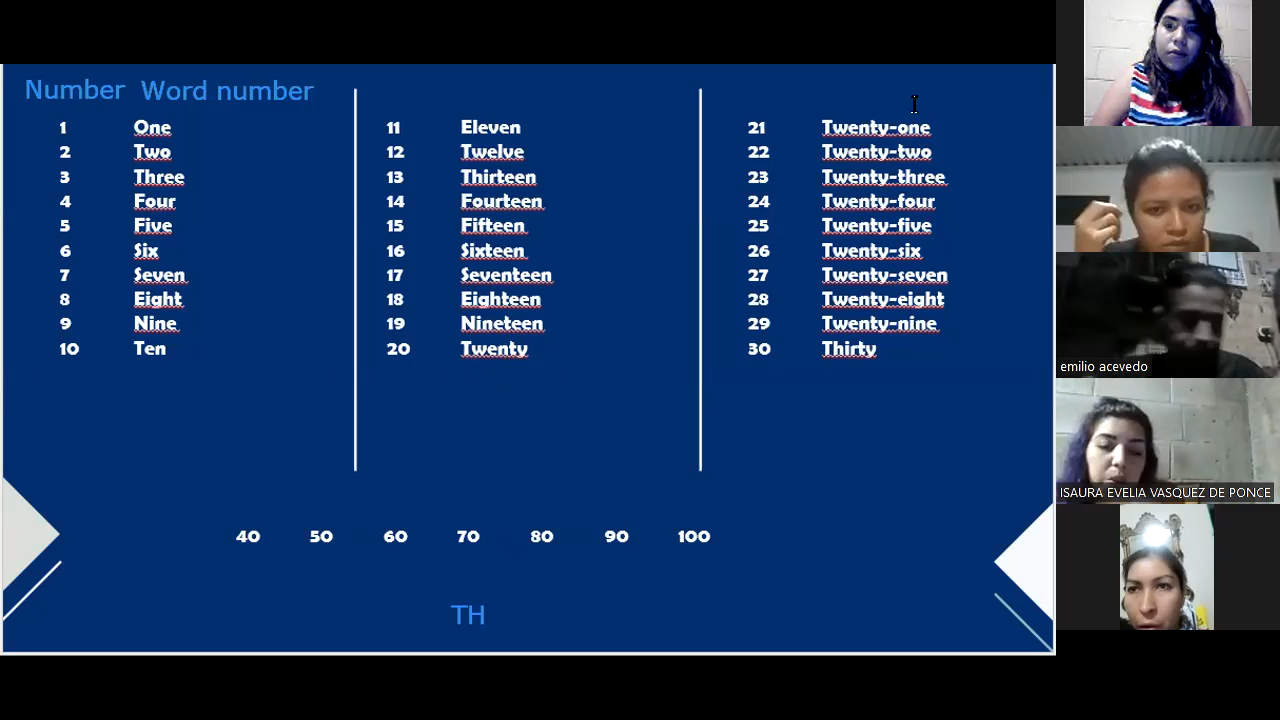 Number Word number
1 One
2 Two
3 Three
4 Four
5 Five
6 Six
7 Seven
8 Eight
9 Nine
10 Ten
11 Eleven
12 Twelve
13 Thirteen
14 Fourteen
15 Fifteen
16 Sixteen
17 Seventeen
18 Eighteen
19 Nineteen
20 Twenty
21 Twenty-one
22 Twenty-two
23 Twenty-three
24 Twenty-four
25 Twenty-five
26 Twenty-six
27 Twenty-seven
28 Twenty-eight
29 Twenty-nine
30 Thirty
40 50 60 70 80 90 100
TH
emilio acevedo
ISAURA EVELIA VASQUEZ DE PONCE